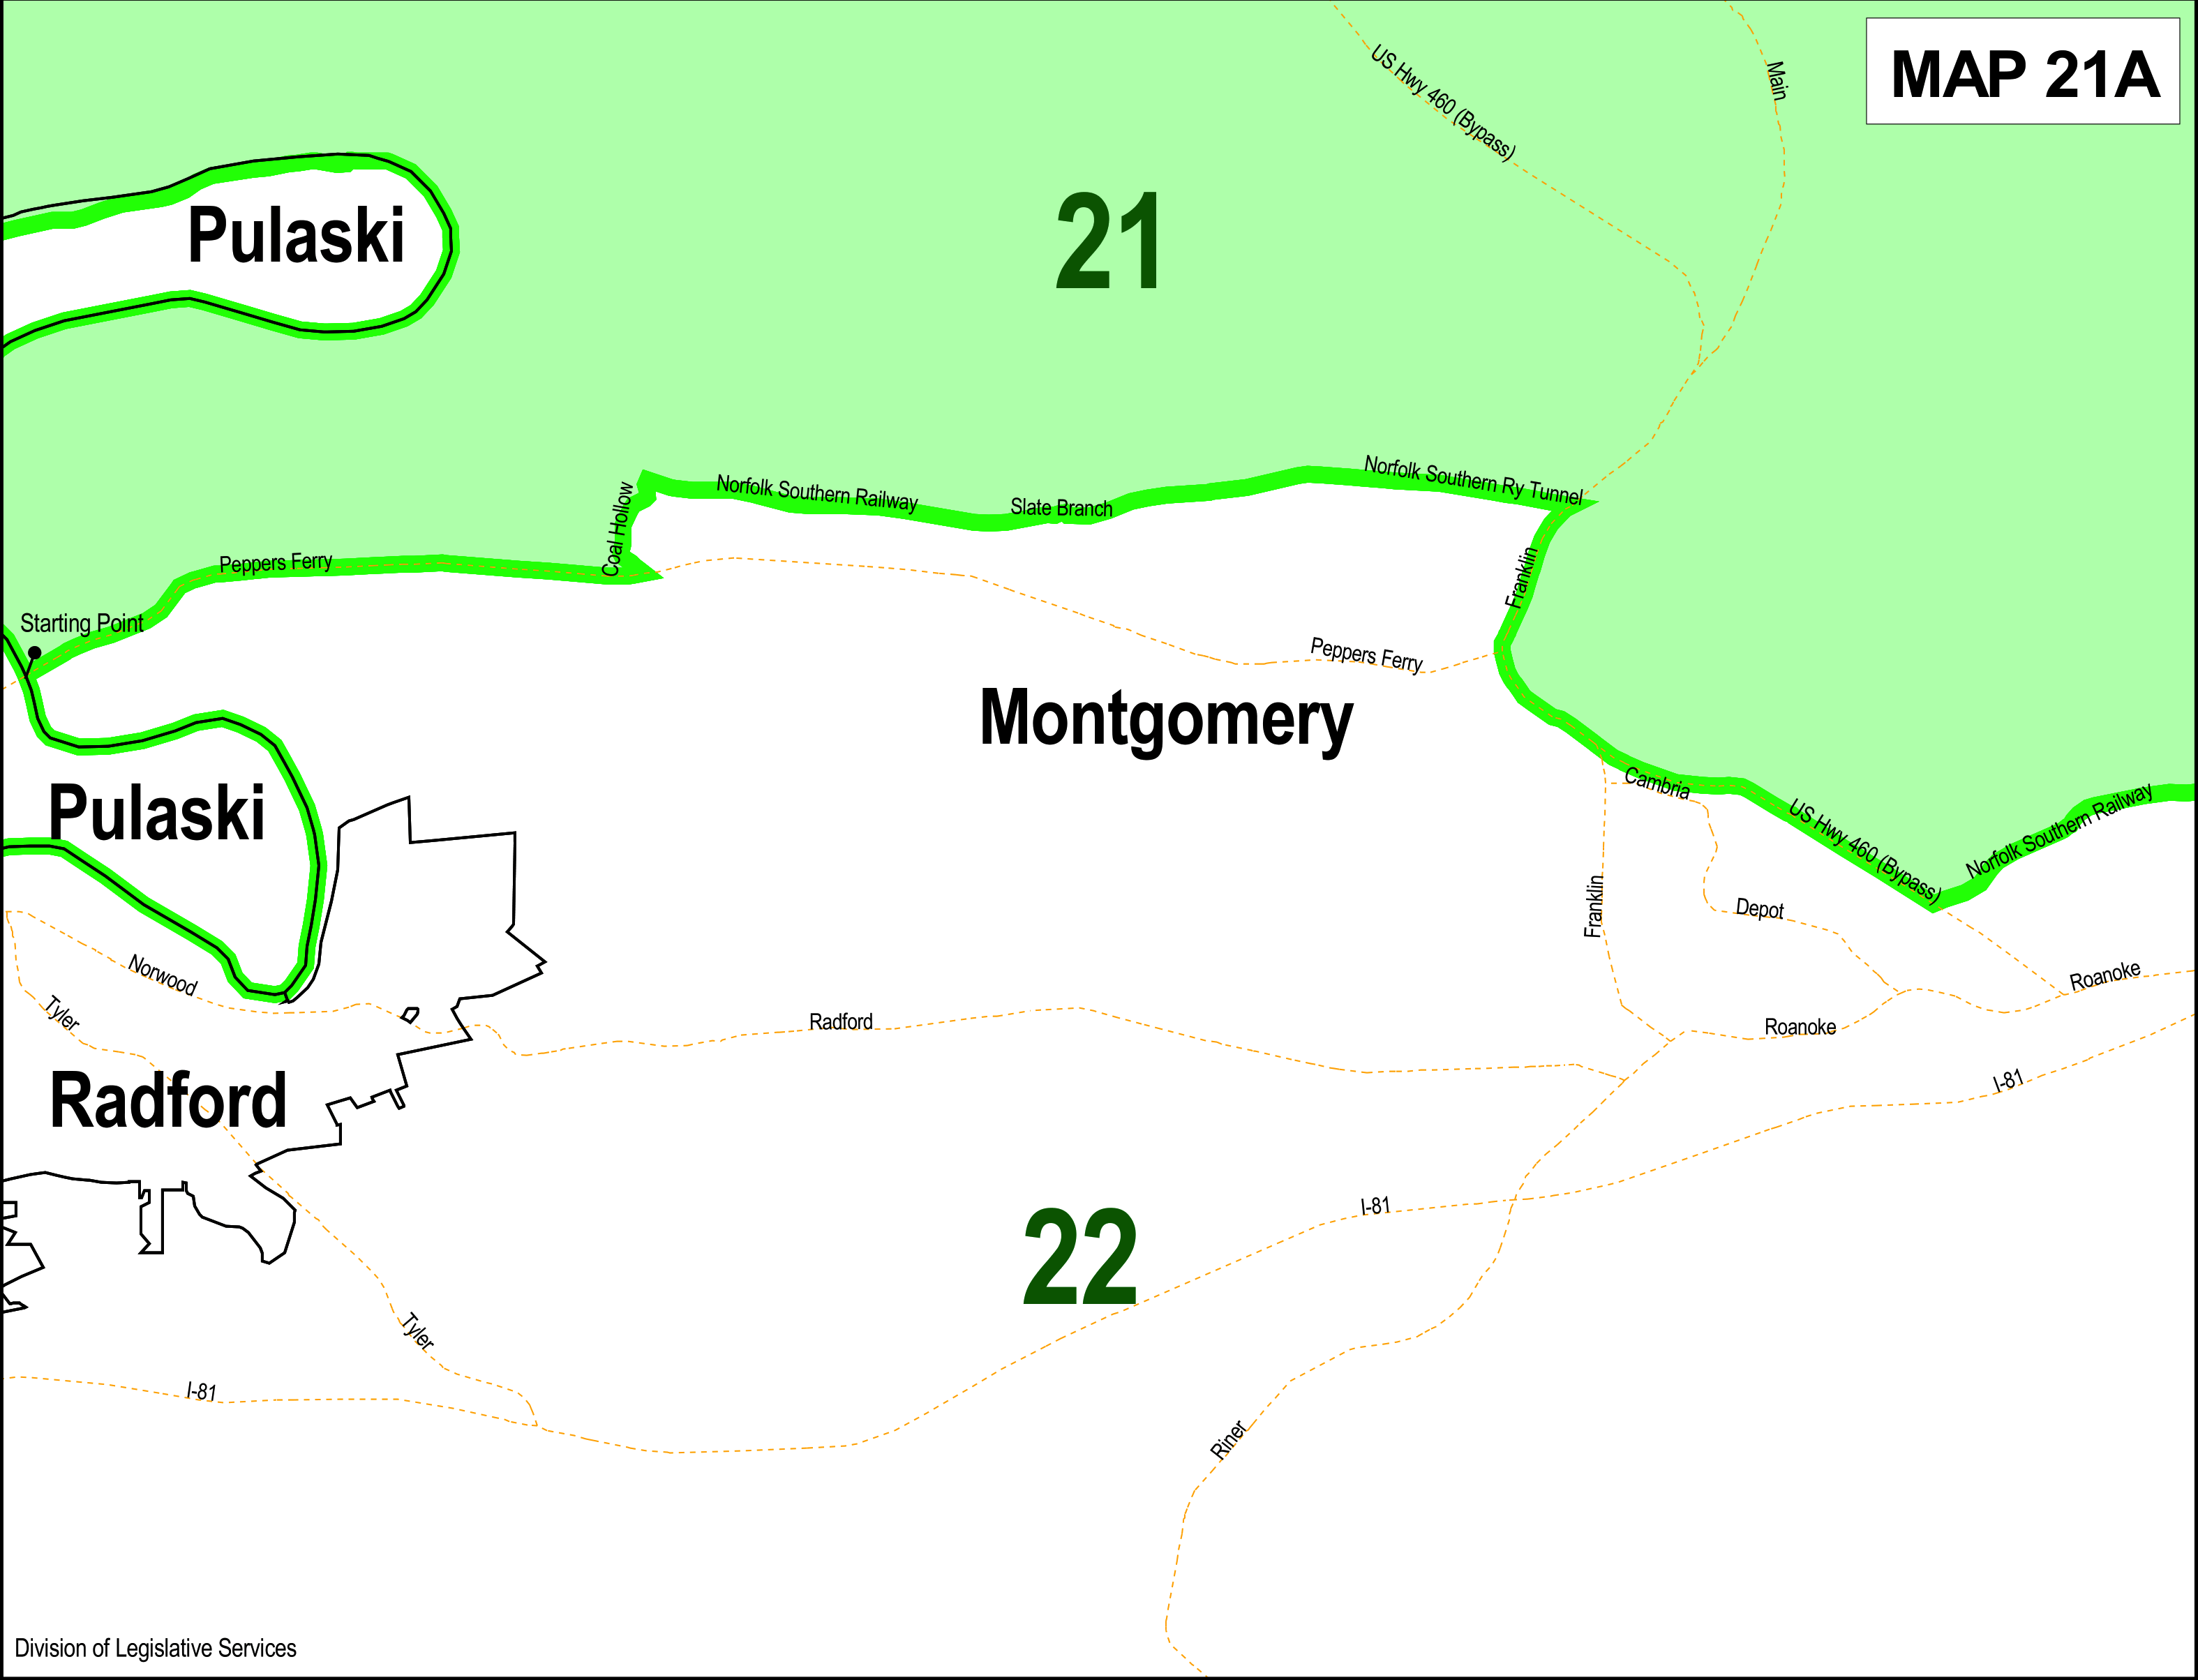 MAP 21A
US Hwy 460 (Bypass)
Main
Pulaski
21
Norfolk Southern Ry Tunnel
Norfolk Southern Railway
Slate Branch
Coal Hollow
Peppers Ferry
Franklin
Starting Point
Peppers Ferry
Montgomery
Pulaski
Cambria
US Hwy 460 (Bypass)
Norfolk Southern Railway
Franklin
Depot
Norwood
Roanoke
Tyler
Radford
Roanoke
Radford
I-81
I-81
22
Tyler
I-81
Riner
Division of Legislative Services